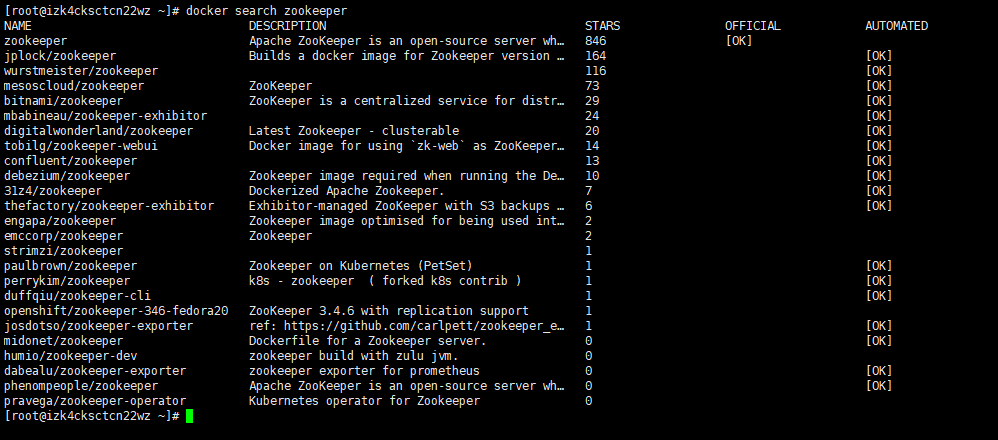 [root@izk4cksctcn22wz ~]# docker search zookeeper
NAME DESCRIPTION STARS OFFICIAL AUTOMATED
zookeeper Apache ZooKeeper is an open-source server wh… 846 [OK]
jplock/zookeeper Builds a docker image for Zookeeper version … 164 [OK]
wurstmeister/zookeeper 116 [OK]
mesoscloud/zookeeper ZooKeeper 73 [OK]
bitnami/zookeeper ZooKeeper is a centralized service for distr… 29 [OK]
mbabineau/zookeeper-exhibitor 24 [OK]
digitalwonderland/zookeeper Latest Zookeeper - clusterable 20 [OK]
tobilg/zookeeper-webui Docker image for using `zk-web` as ZooKeeper… 14 [OK]
confluent/zookeeper 13 [OK]
debezium/zookeeper Zookeeper image required when running the De… 10 [OK]
31z4/zookeeper Dockerized Apache Zookeeper. 7 [OK]
thefactory/zookeeper-exhibitor Exhibitor-managed ZooKeeper with S3 backups … 6 [OK]
engapa/zookeeper Zookeeper image optimised for being used int… 2
emccorp/zookeeper Zookeeper 2
strimzi/zookeeper 1
paulbrown/zookeeper Zookeeper on Kubernetes (PetSet) 1 [OK]
perrykim/zookeeper k8s - zookeeper ( forked k8s contrib ) 1 [OK]
duffqiu/zookeeper-cli 1 [OK]
openshift/zookeeper-346-fedora20 ZooKeeper 3.4.6 with replication support 1
josdotso/zookeeper-exporter ref: https://github.com/carlpett/zookeeper_e… 1 [OK]
midonet/zookeeper Dockerfile for a Zookeeper server. 0 [OK]
humio/zookeeper-dev zookeeper build with zulu jvm. 0
dabealu/zookeeper-exporter zookeeper exporter for prometheus 0 [OK]
phenompeople/zookeeper Apache ZooKeeper is an open-source server wh… 0 [OK]
pravega/zookeeper-operator Kubernetes operator for Zookeeper 0
[root@izk4cksctcn22wz ~]#